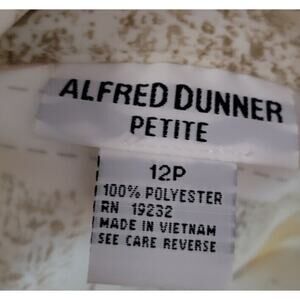 ALFRED DUNNER
PETITE
12P
100% POLYESTER
RN 19232
MADE IN VIETNAM
SEE CARE REVERSE